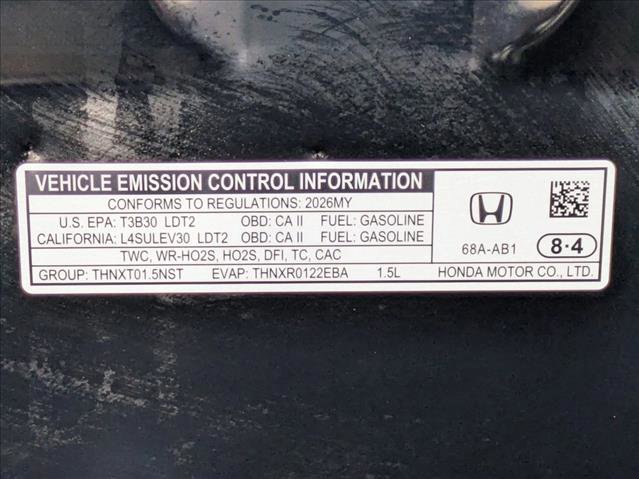 VEHICLE EMISSION CONTROL INFORMATION
CONFORMS TO REGULATIONS: 2026MY
U.S. EPA: T3B30 LDT2 OBD: CA II FUEL: GASOLINE
CALIFORNIA: L4SULEV30 LDT2 OBD: CA II FUEL: GASOLINE
TWC, WR-HO2S, HO2S, DFI, TC, CAC
GROUP: THNXT01.5NST EVAP: THNXR0122EBA 1.5L
68A-AB1 8·4
HONDA MOTOR CO., LTD.